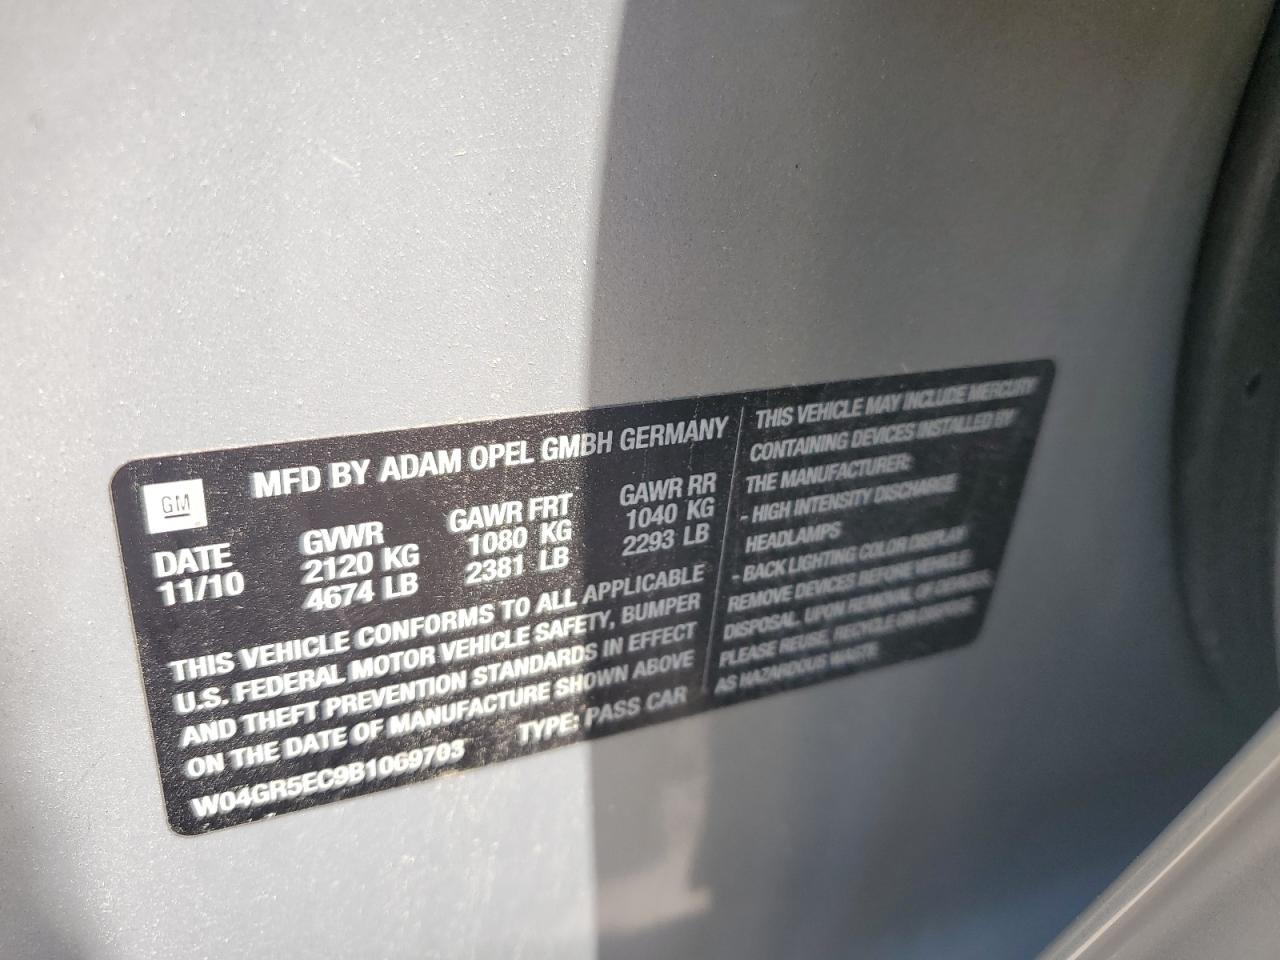 GM
MFD BY ADAM OPEL GMBH GERMANY
DATE
11/10
GVWR
2120 KG
4674 LB
GAWR FRT
1080 KG
2381 LB
GAWR RR
1040 KG
2293 LB
THIS VEHICLE CONFORMS TO ALL APPLICABLE
U.S. FEDERAL MOTOR VEHICLE SAFETY, BUMPER
AND THEFT PREVENTION STANDARDS IN EFFECT
ON THE DATE OF MANUFACTURE SHOWN ABOVE
W04GR5EC9B1069703 TYPE: PASS CAR
THIS VEHICLE MAY INCLUDE MERCURY
CONTAINING DEVICES INSTALLED BY
THE MANUFACTURER:
- HIGH INTENSITY DISCHARGE
HEADLAMPS
- BACK LIGHTING COLOR DISPLAY
REMOVE DEVICES BEFORE VEHICLE
DISPOSAL. UPON REMOVAL OF DEVICES,
PLEASE REUSE, RECYCLE OR DISPOSE
AS HAZARDOUS WASTE